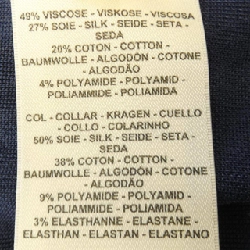 49% VISCOSE - VISKOSE - VISCOSA
27% SOIE - SILK - SEIDE - SETA -
SEDA
20% COTON - COTTON -
BAUMWOLLE - ALGODÓN - COTONE
ALGODÃO
4% POLYAMIDE - POLYAMID -
POLIAMMIDE - POLIAMIDA
COL - COLLAR - KRAGEN - CUELLO
- COLLO - COLARINHO
50% SOIE - SILK - SEIDE - SETA -
SEDA
38% COTON - COTTON -
BAUMWOLLE - ALGODÓN - COTONE
- ALGODÃO
9% POLYAMIDE - POLYAMID -
POLIAMMIDE - POLIAMIDA
3% ELASTHANNE - ELASTANE -
ELASTHAN - ELASTAN - ELASTANO